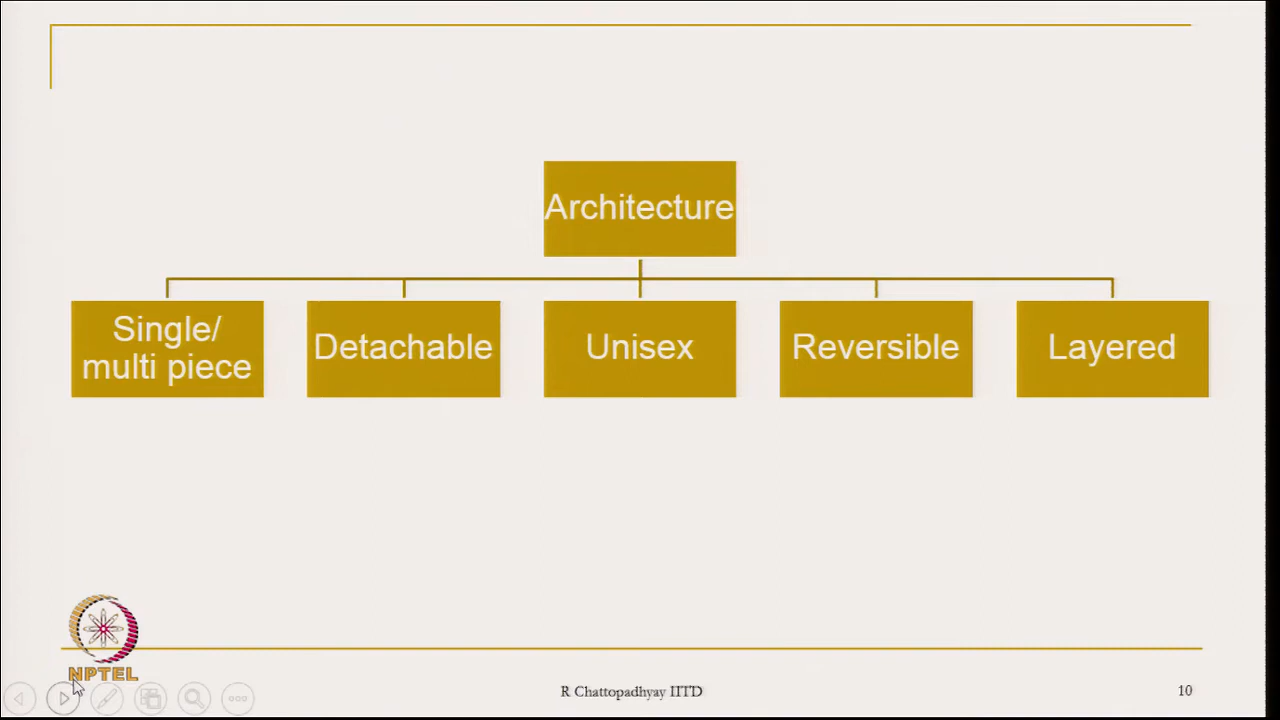 Architecture
Single/
multi piece
Detachable
Unisex
Reversible
Layered
NPTEL
R Chattopadhyay IITD
10